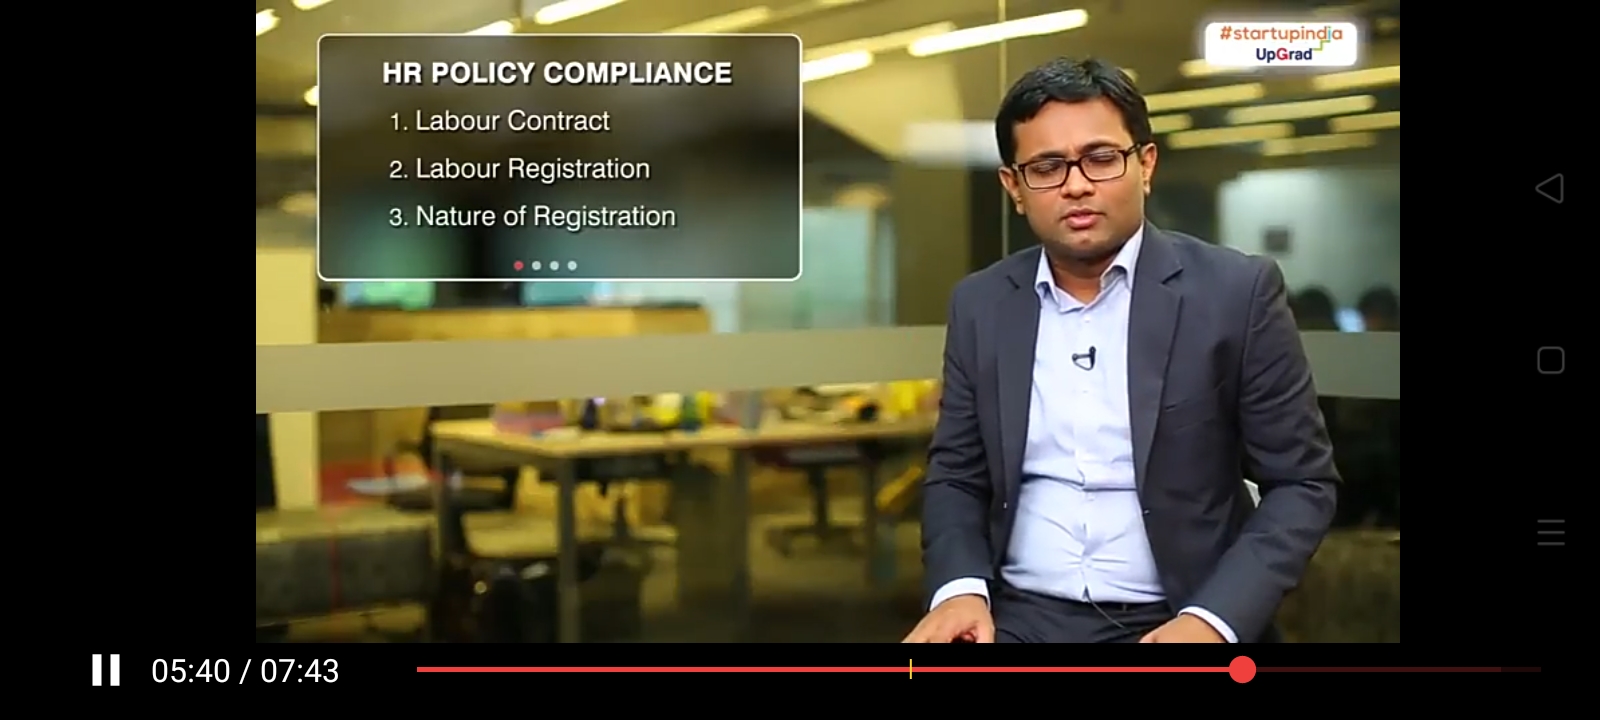 #startupindia
UpGrad
HR POLICY COMPLIANCE
1. Labour Contract
2. Labour Registration
3. Nature of Registration
05:40 / 07:43